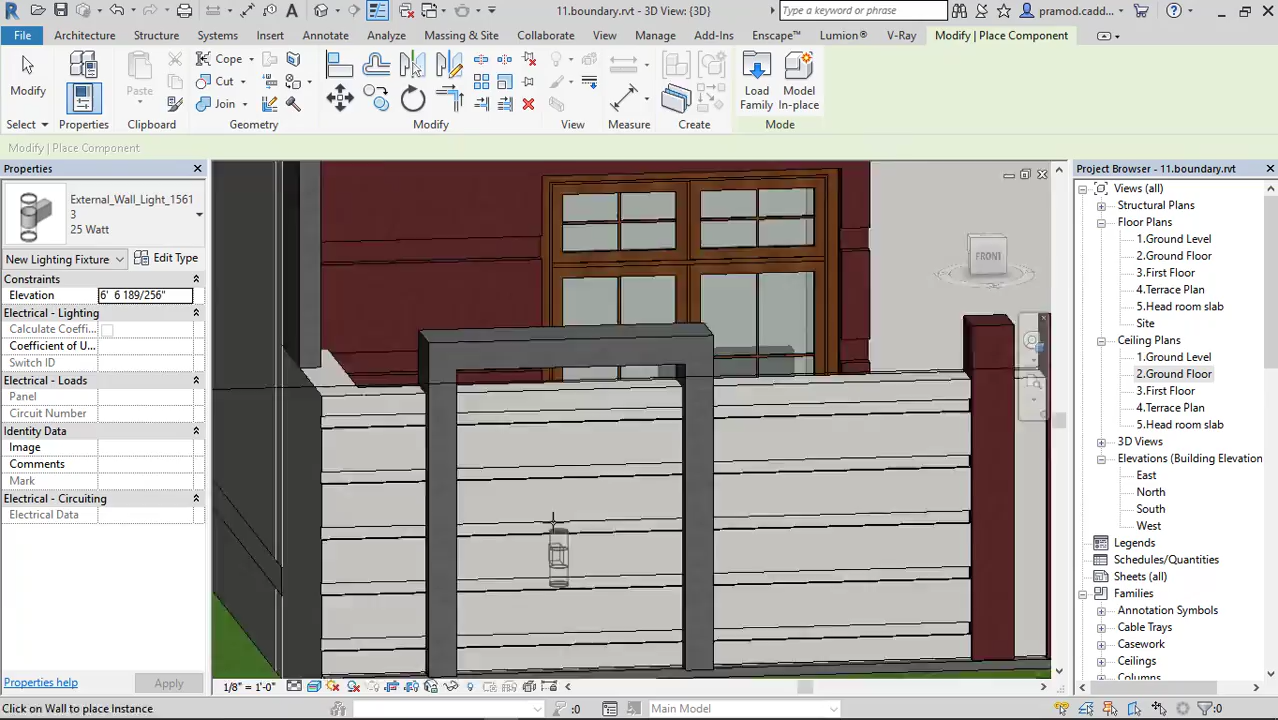 11.boundary.rvt - 3D View: {3D}
Type a keyword or phrase
pramod.cadd...
File
Architecture
Structure
Systems
Insert
Annotate
Analyze
Massing & Site
Collaborate
View
Manage
Add-Ins
Enscape™
Lumion®
V-Ray
Modify | Place Component
Modify
Paste
Cope
Cut
Join
Load
Family
Model
In-place
Select
Properties
Clipboard
Geometry
Modify
View
Measure
Create
Mode
Modify | Place Component
Properties
External_Wall_Light_1561
3
25 Watt
New Lighting Fixture
Edit Type
Constraints
Elevation
6' 6 189/256"
Electrical - Lighting
Calculate Coeffi...
Coefficient of U...
Switch ID
Electrical - Loads
Panel
Circuit Number
Identity Data
Image
Comments
Mark
Electrical - Circuiting
Electrical Data
Properties help
Apply
FRONT
Project Browser - 11.boundary.rvt
Views (all)
Structural Plans
Floor Plans
1.Ground Level
2.Ground Floor
3.First Floor
4.Terrace Plan
5.Head room slab
Site
Ceiling Plans
1.Ground Level
2.Ground Floor
3.First Floor
4.Terrace Plan
5.Head room slab
3D Views
Elevations (Building Elevation
East
North
South
West
Legends
Schedules/Quantities
Sheets (all)
Families
Annotation Symbols
Cable Trays
Casework
Ceilings
1/8" = 1'-0"
Click on Wall to place Instance
:0
Main Model
:0